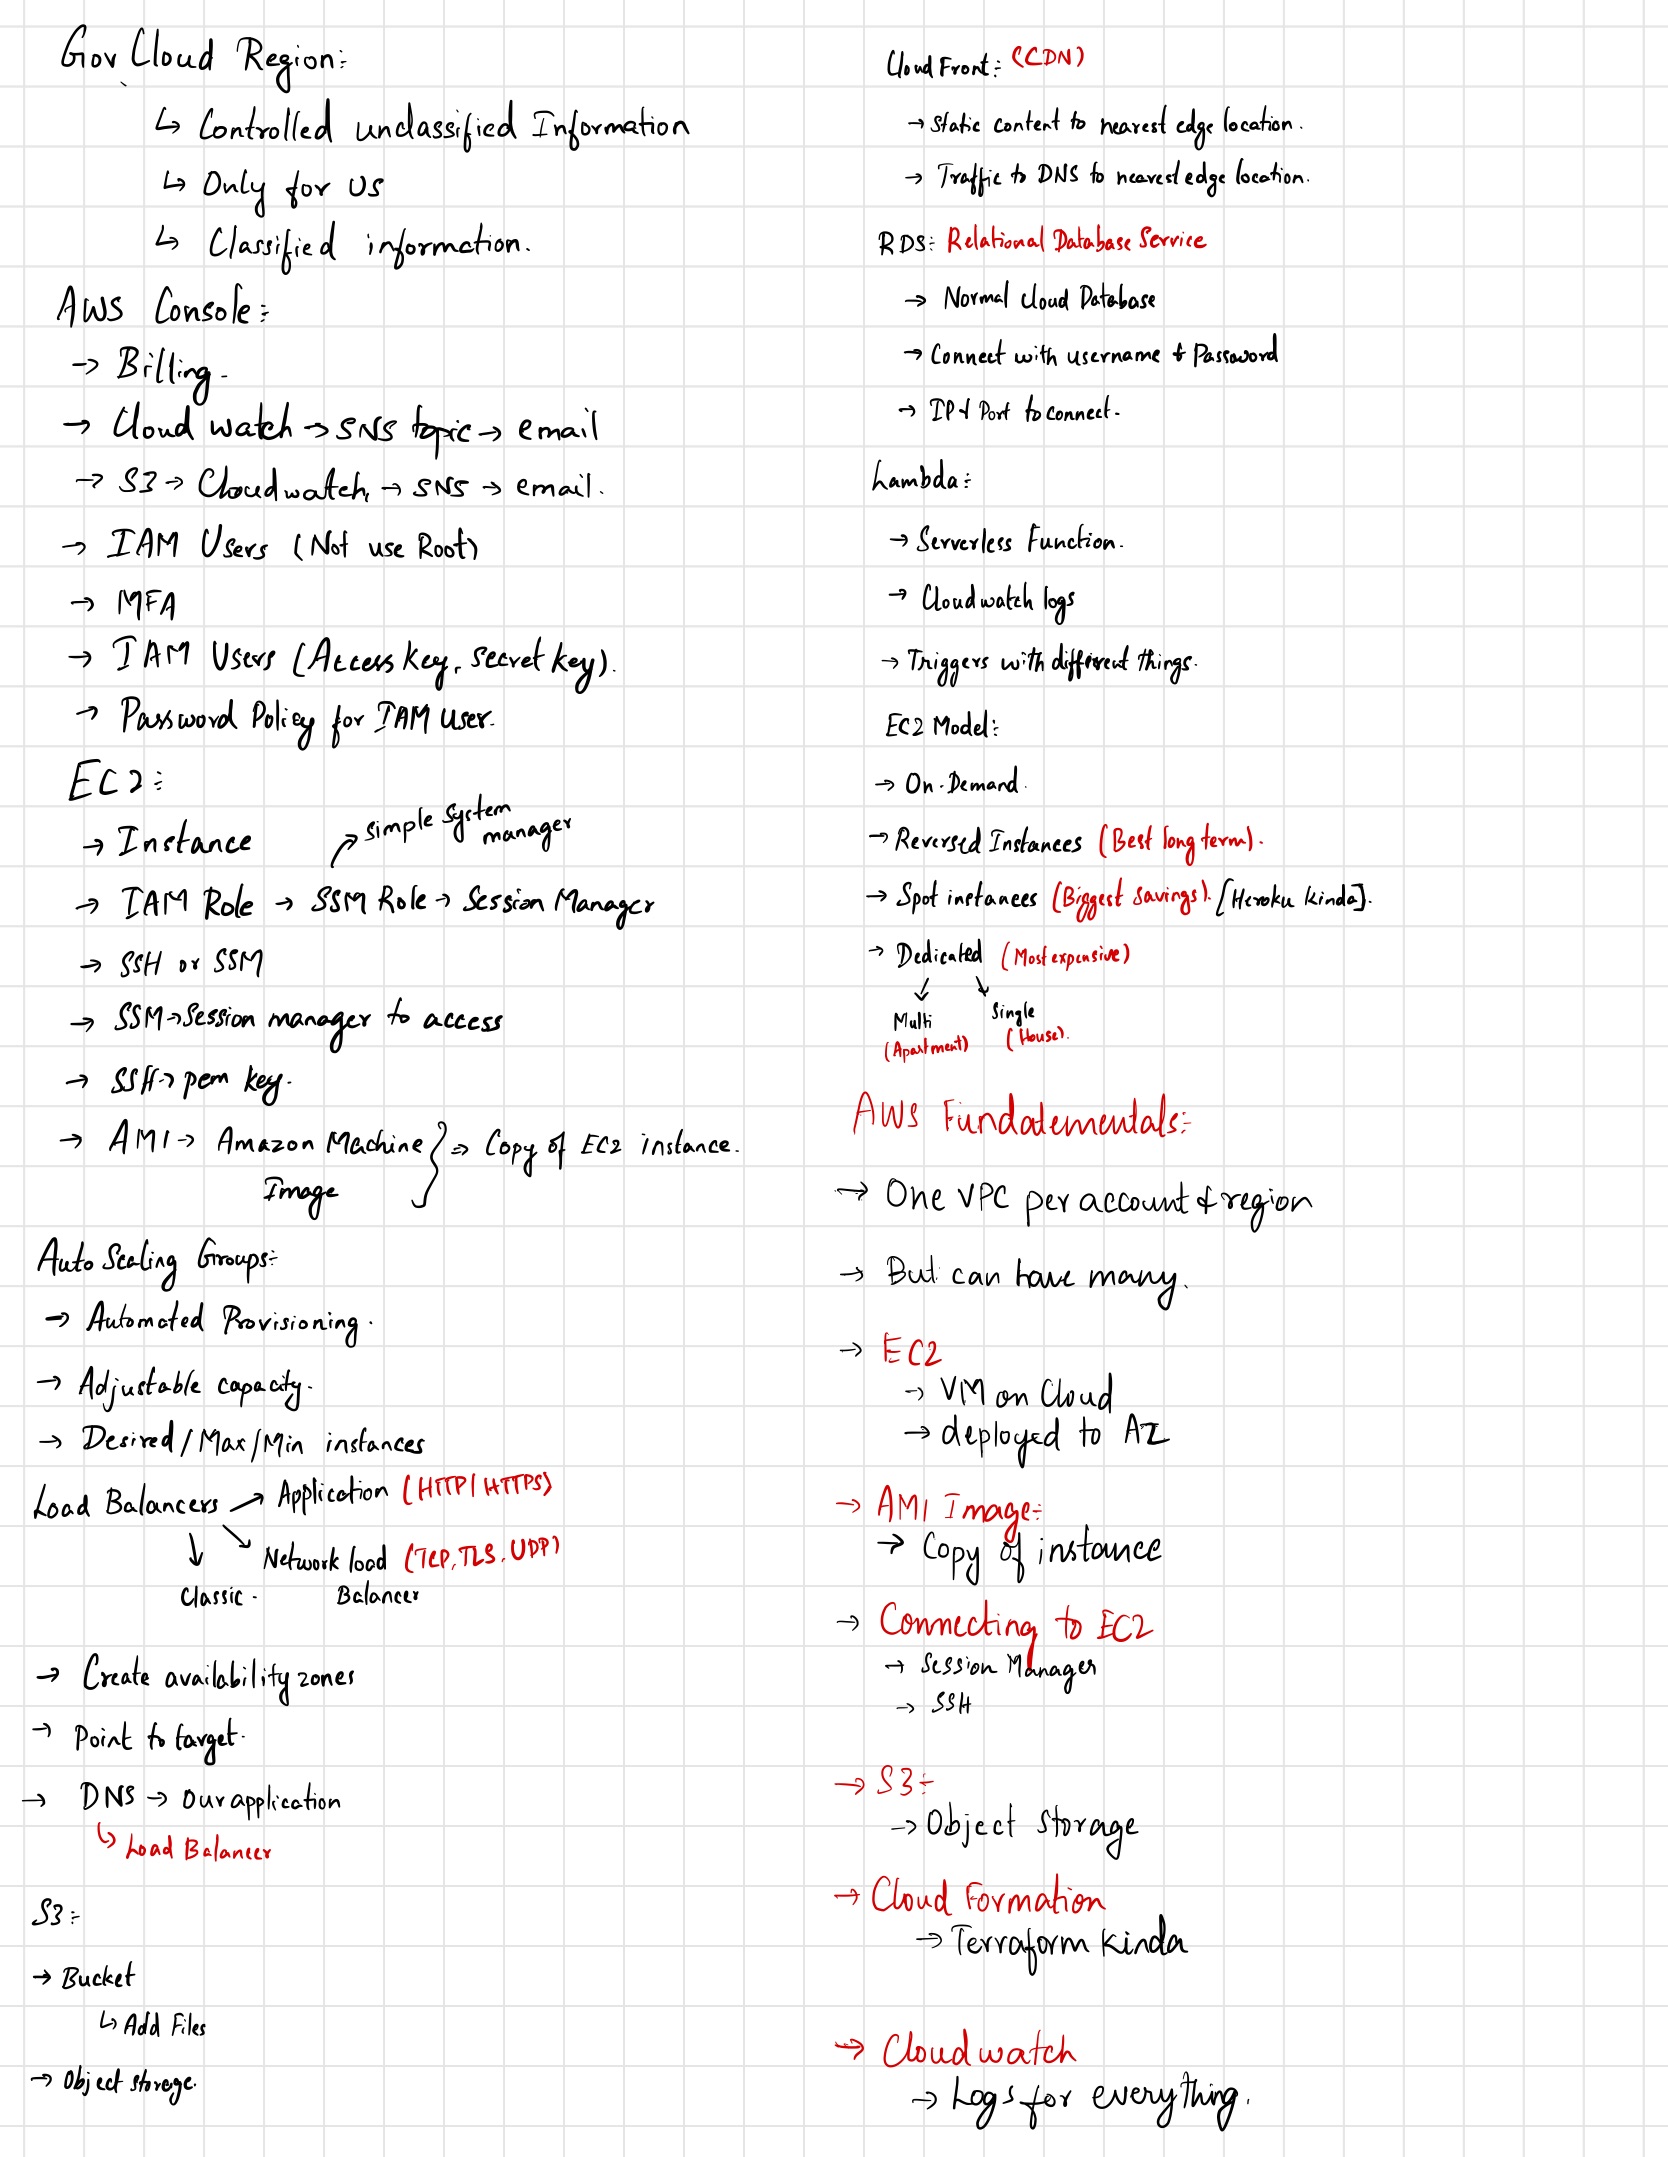 Gov Cloud Region:-
↳ Controlled unclassified Information
↳ Only for US
↳ Classified information.
AWS Console:-
→ Billing.
→ Cloud watch → SNS topic → email
→ S3 → Cloudwatch, → SNS → email.
→ IAM Users (Not use Root)
→ MFA
→ IAM Users (Access key, secret key).
→ Password Policy for IAM User.
EC2:-
→ Instance
simple System
manager
→ IAM Role → SSM Role → Session Manager
→ SSH or SSM
→ SSM → Session manager to access
→ SSH → pem key.
→ AMI → Amazon Machine } ⇒ Copy of EC2 instance.
Image
Auto Scaling Groups:-
→ Automated Provisioning.
→ Adjustable capacity.
→ Desired/Max/Min instances
Load Balancers → Application (HTTP/HTTPS)
Network load (TCP, TLS, UDP)
Classic. Balancer
→ Create availability zones
→ Point to target.
→ DNS → Our application
↳ Load Balancer
S3:-
→ Bucket
↳ Add Files
→ Object storage.
Cloud Front:- (CDN)
→ Static content to nearest edge location.
→ Traffic to DNS to nearest edge location.
RDS:- Relational Database Service
→ Normal Cloud Database
→ Connect with username & Password
→ IP & Port to connect.
Lambda:-
→ Serverless Function.
→ Cloudwatch logs
→ Triggers with different things.
EC2 Model:-
→ On-Demand.
→ Reversed Instances (Best long term).
→ Spot instances (Biggest savings). [Heroku kinda].
→ Dedicated (Most expensive)
Multi Single
(Apartment) (House).
AWS Fundatementals:-
→ One VPC per account & region
→ But can have many.
→ EC2
→ VM on Cloud
→ deployed to AZ
→ AMI Image:-
→ Copy of instance
→ Connecting to EC2
→ Session Manager
→ SSH
→ S3:-
→ Object Storage
→ Cloud Formation
→ Terraform kinda
→ Cloud watch
→ Logs for everything.